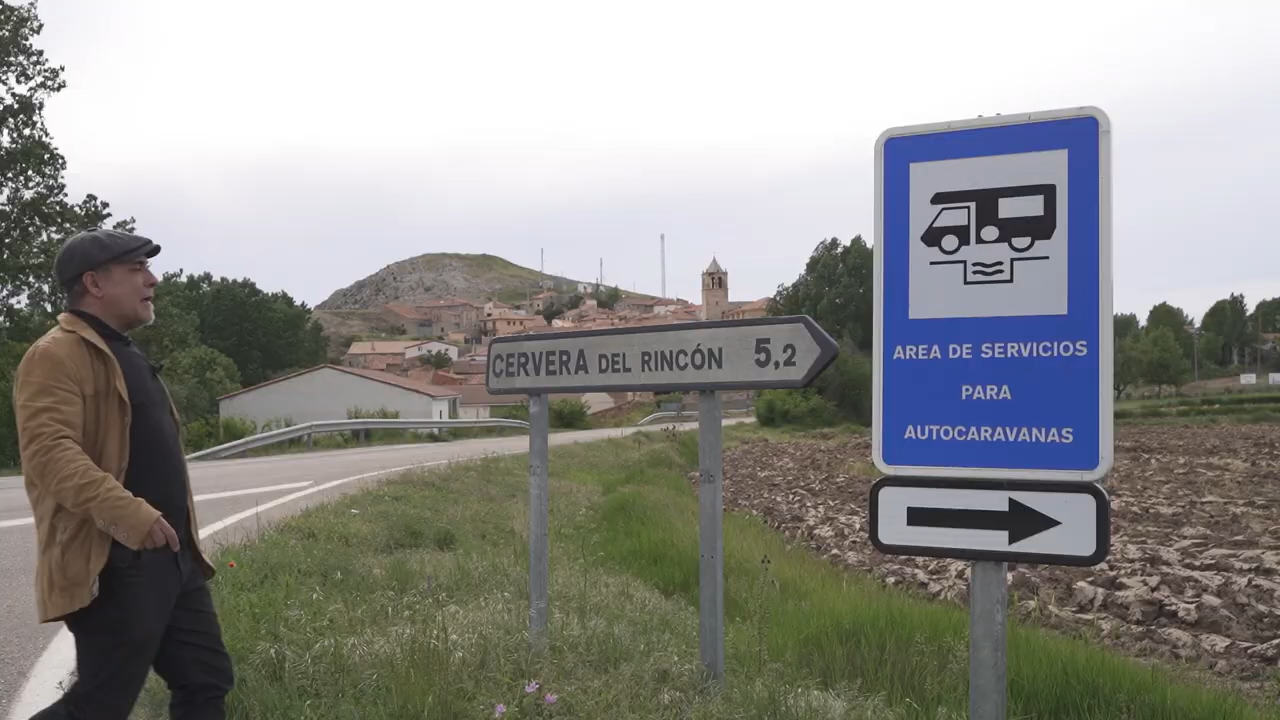 CERVERA DEL RINCÓN 5,2
AREA DE SERVICIOS
PARA
AUTOCARAVANAS